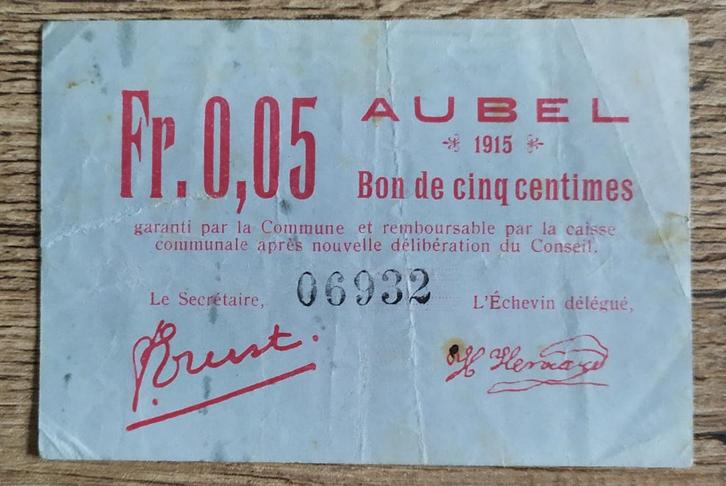 Fr. 0,05
AUBEL
1915
Bon de cinq centimes
garanti par la Commune et remboursable par la caisse
communale après nouvelle délibération du Conseil.
Le Secrétaire,
06932
L'Échevin délégué,